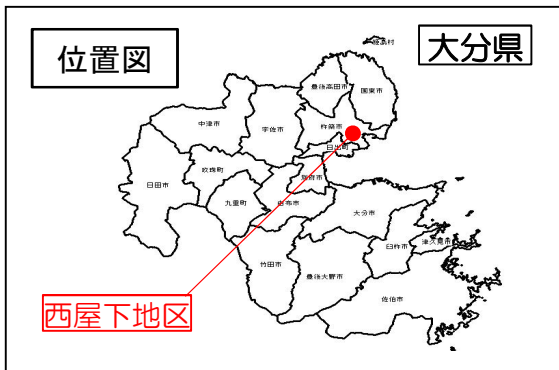 位置図
大分県
姫島村
豊後高田市
国東市
中津市
宇佐市
杵築市
日出町
玖珠町
別府市
日田市
九重町
由布市
大分市
津久見市
臼杵市
竹田市
豊後大野市
佐伯市
西屋下地区